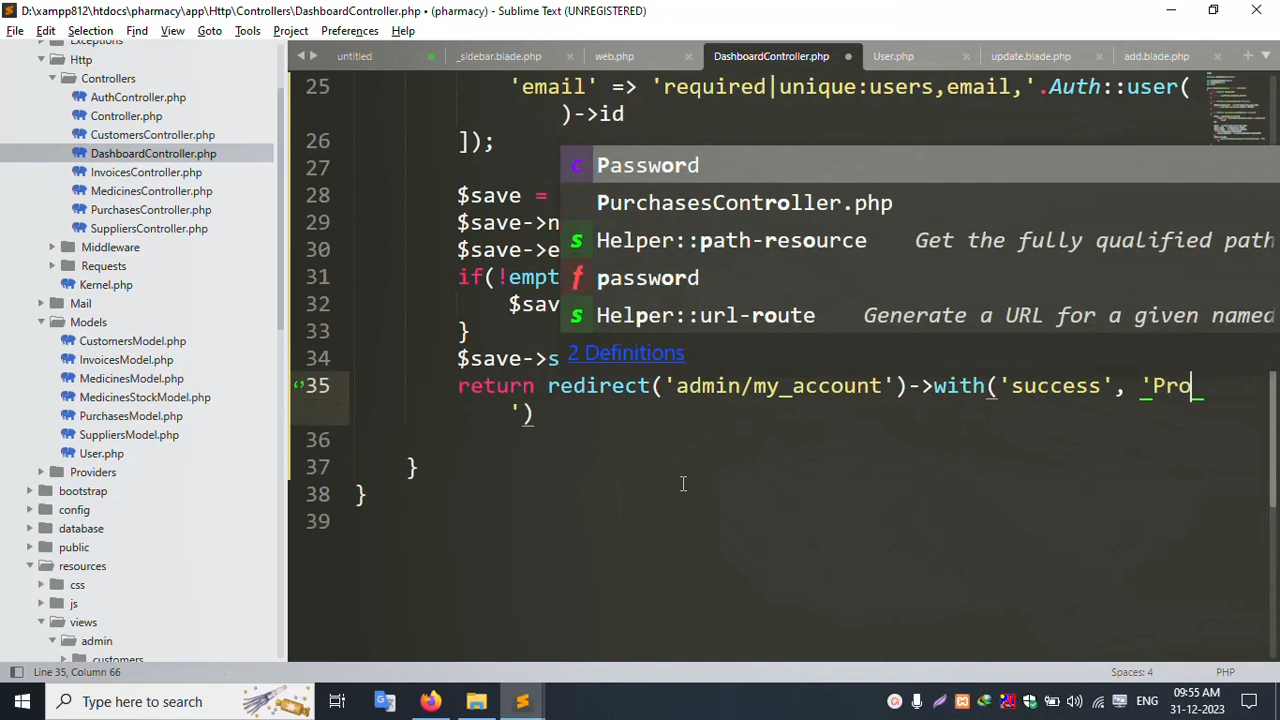 D:\xampp812\htdocs\pharmacy\app\Http\Controllers\DashboardController.php • (pharmacy) - Sublime Text (UNREGISTERED)
File Edit Selection Find View Goto Tools Project Preferences Help
untitled _sidebar.blade.php web.php DashboardController.php User.php update.blade.php add.blade.php
Exceptions
Http
Controllers
AuthController.php
Controller.php
CustomersController.php
DashboardController.php
InvoicesController.php
MedicinesController.php
PurchasesController.php
SuppliersController.php
Middleware
Requests
Kernel.php
Mail
Models
CustomersModel.php
InvoicesModel.php
MedicinesModel.php
MedicinesStockModel.php
PurchasesModel.php
SuppliersModel.php
User.php
Providers
bootstrap
config
database
public
resources
css
js
views
admin
customers
25 'email' => 'required|unique:users,email,'.Auth::user(
)->id
26 ]);
27
28 $save =
29 $save->n
30 $save->e
31 if(!empt
32 $sav
33 }
34 $save->s
35 return redirect('admin/my_account')->with('success', 'Pro
')
36
37 }
38 }
39
c Password
PurchasesController.php
s Helper::path-resource Get the fully qualified path
f password
s Helper::url-route Generate a URL for a given named
2 Definitions
Line 35, Column 66 Spaces: 4 PHP
Type here to search ENG 09:55 AM
31-12-2023